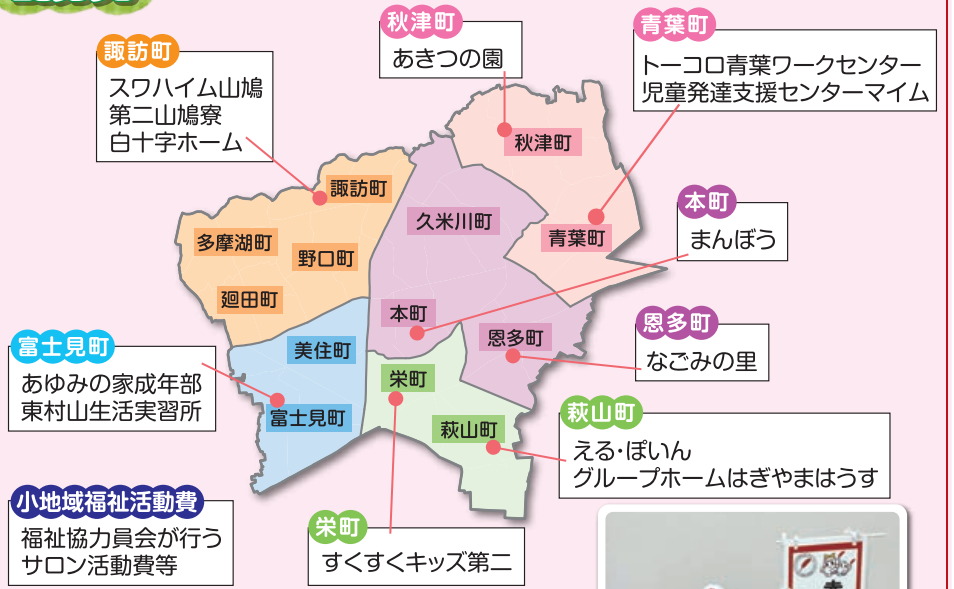 秋津町
あきつの園
青葉町
トーコロ青葉ワークセンター
児童発達支援センターマイム
諏訪町
スワハイム山鳩
第二山鳩寮
白十字ホーム
秋津町
諏訪町
久米川町
青葉町
多摩湖町
野口町
廻田町
本町
まんぼう
本町
恩多町
恩多町
なごみの里
富士見町
あゆみの家成年部
東村山生活実習所
美住町
富士見町
栄町
萩山町
萩山町
える・ぽいん
グループホームはぎやまはうす
小地域福祉活動費
福祉協力員会が行う
サロン活動費等
栄町
すくすくキッズ第二